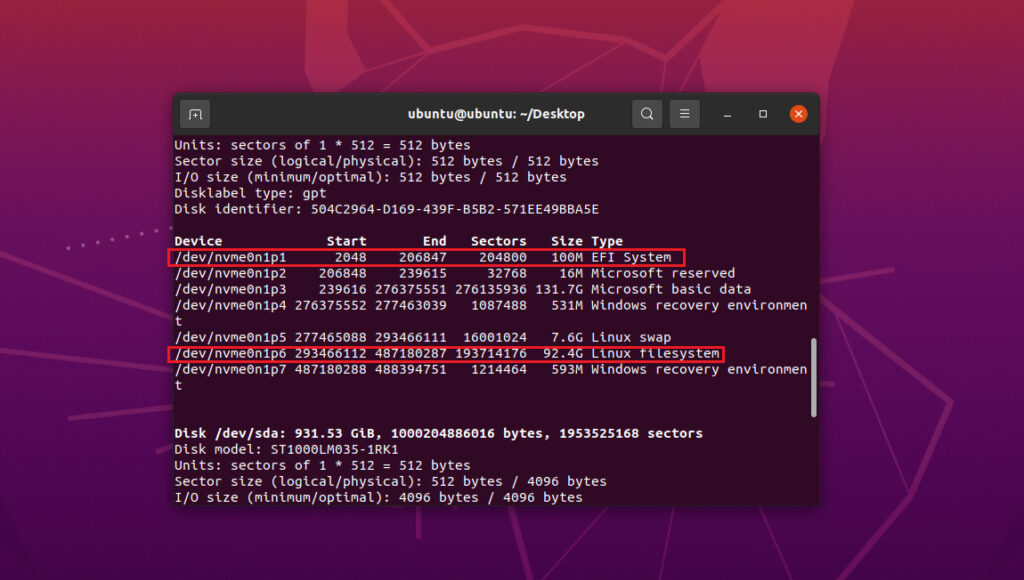 ubuntu@ubuntu: ~/Desktop
Units: sectors of 1 * 512 = 512 bytes
Sector size (logical/physical): 512 bytes / 512 bytes
I/O size (minimum/optimal): 512 bytes / 512 bytes
Disklabel type: gpt
Disk identifier: 504C2964-D169-439F-B5B2-571EE49BBA5E
Device Start End Sectors Size Type
/dev/nvme0n1p1 2048 206847 204800 100M EFI System
/dev/nvme0n1p2 206848 239615 32768 16M Microsoft reserved
/dev/nvme0n1p3 239616 276375551 276135936 131.7G Microsoft basic data
/dev/nvme0n1p4 276375552 277463039 1087488 531M Windows recovery environmen
t
/dev/nvme0n1p5 277465088 293466111 16001024 7.6G Linux swap
/dev/nvme0n1p6 293466112 487180287 193714176 92.4G Linux filesystem
/dev/nvme0n1p7 487180288 488394751 1214464 593M Windows recovery environmen
t
Disk /dev/sda: 931.53 GiB, 1000204886016 bytes, 1953525168 sectors
Disk model: ST1000LM035-1RK1
Units: sectors of 1 * 512 = 512 bytes
Sector size (logical/physical): 512 bytes / 4096 bytes
I/O size (minimum/optimal): 4096 bytes / 4096 bytes